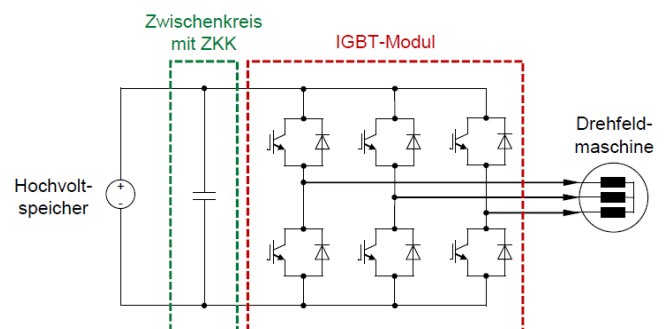 Zwischenkreis
mit ZKK
IGBT-Modul
Drehfeld-
maschine
Hochvolt-
speicher
+
-